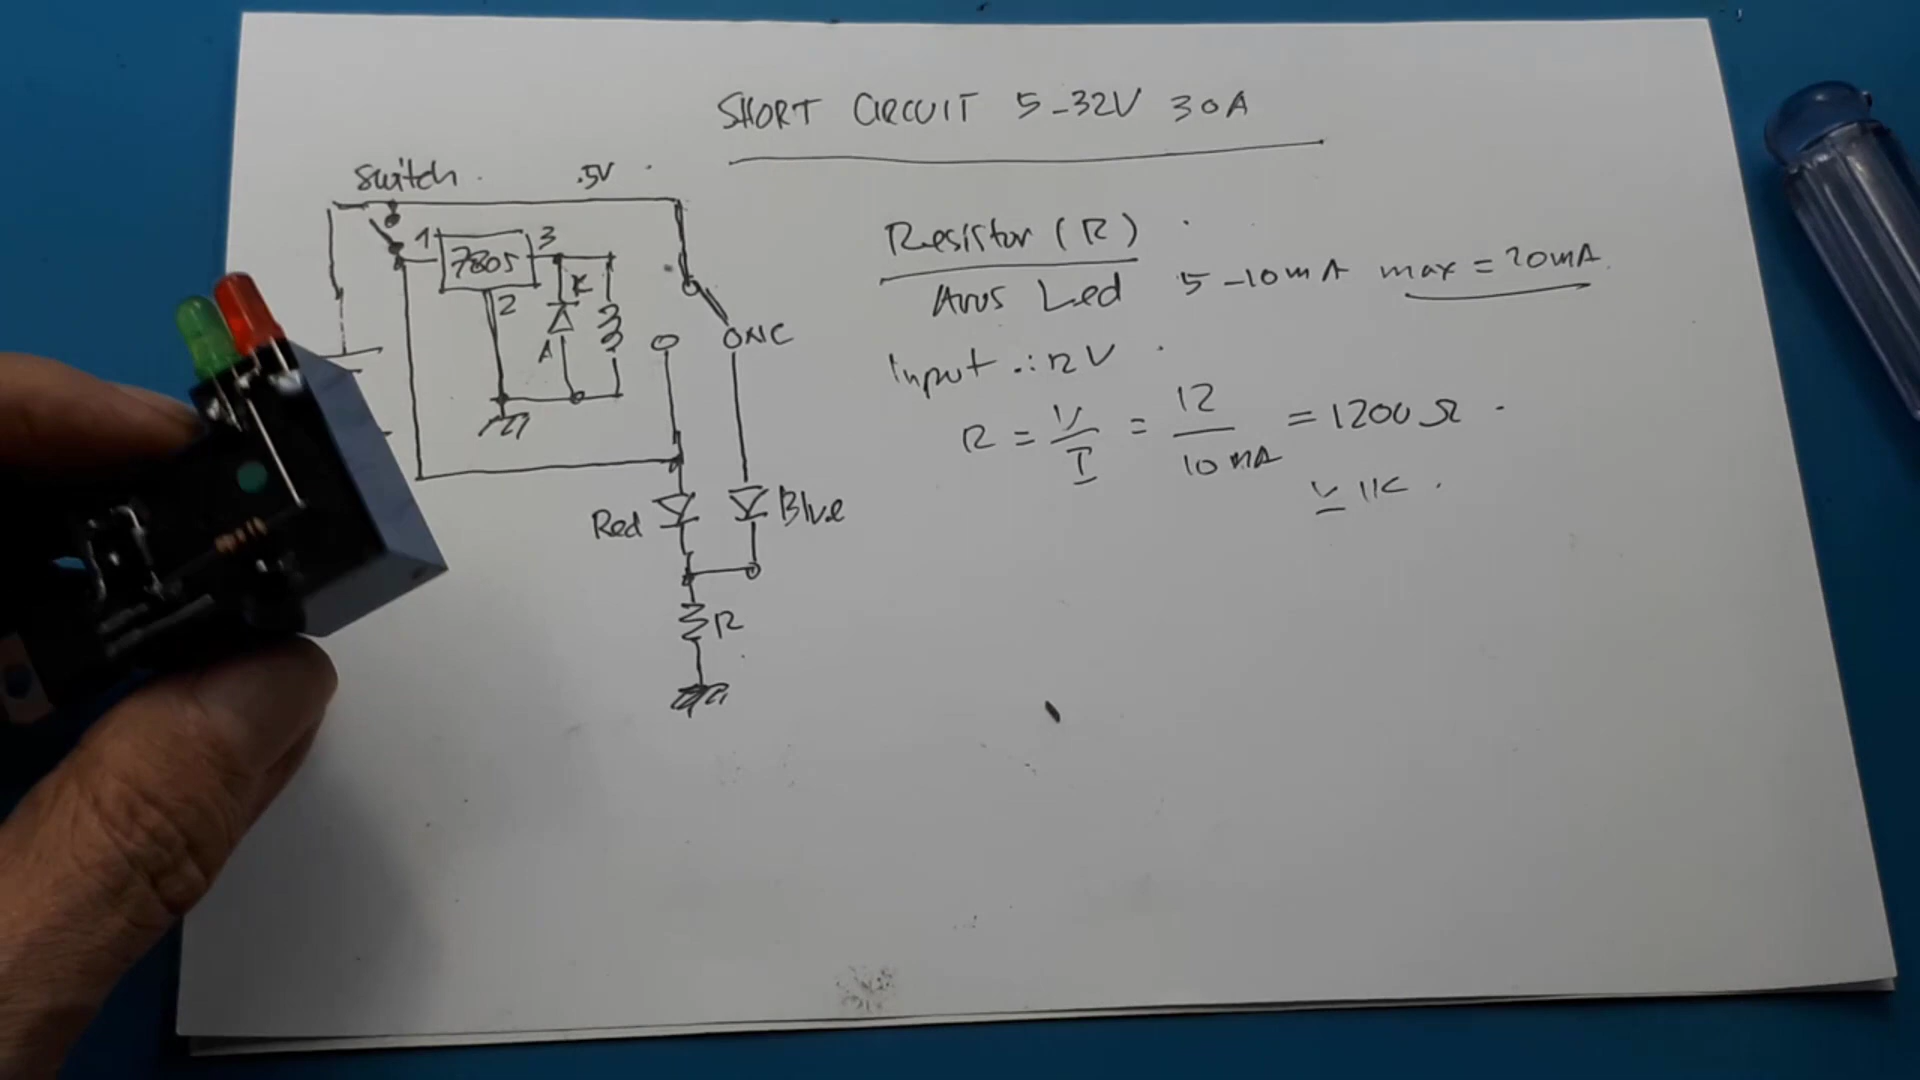 SHORT CIRCUIT 5-32V 30A
Switch .5V
1 7805 3
2
K
A
ONC
Red Blue
R
Resistor (R)
Arus Led 5-10mA max = 20mA
Input : 12V
R = V/I = 12/10mA = 1200Ω
1K